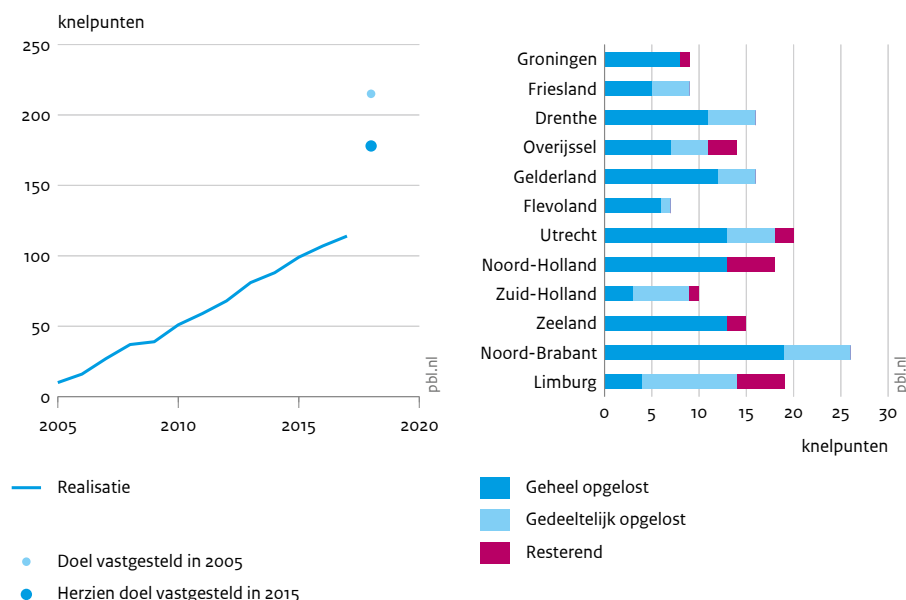 knelpunten
250
200
150
100
50
0
2005 2010 2015 2020
pbl.nl
Realisatie
Doel vastgesteld in 2005
Herzien doel vastgesteld in 2015
Groningen
Friesland
Drenthe
Overijssel
Gelderland
Flevoland
Utrecht
Noord-Holland
Zuid-Holland
Zeeland
Noord-Brabant
Limburg
0 5 10 15 20 25 30
knelpunten
pbl.nl
Geheel opgelost
Gedeeltelijk opgelost
Resterend